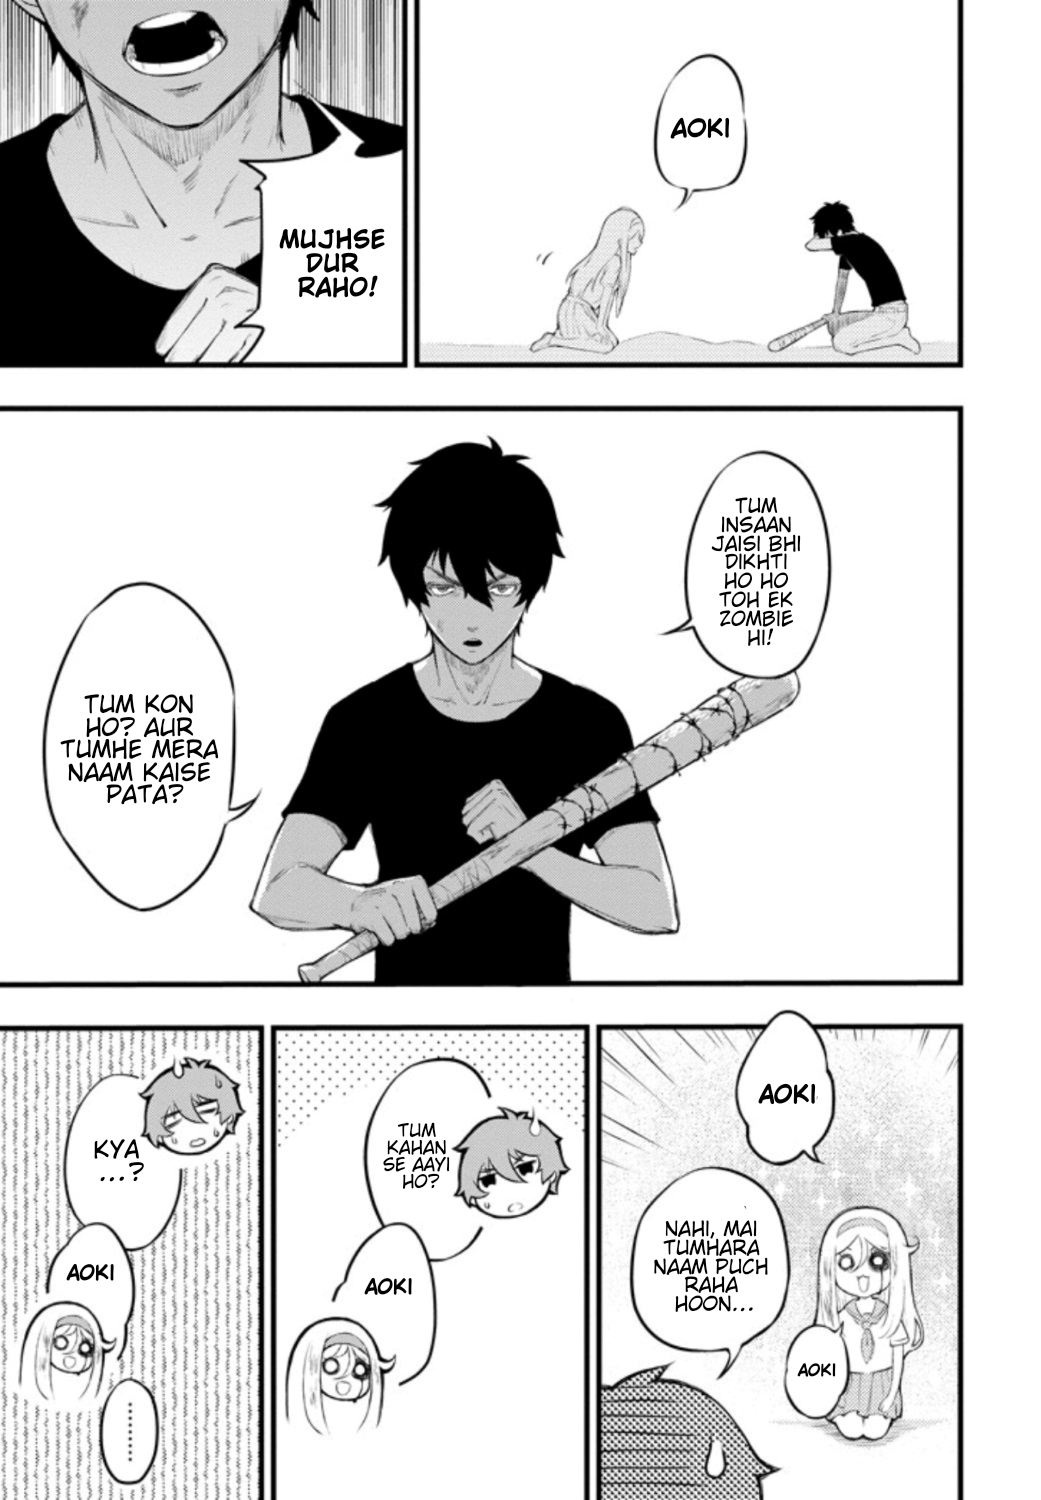 AOKI
MUJHSE
DUR
RAHO!
TUM
INSAAN
JAISI BHI
DIKHTI
HO HO
TOH EK
ZOMBIE
HI!
TUM KON
HO? AUR
TUMHE MERA
NAAM KAISE
PATA?
AOKI
NAHI, MAI
TUMHARA
NAAM PUCH
RAHA
HOON...
AOKI
TUM
KAHAN
SE AAYI
HO?
AOKI
KYA
...?
AOKI
.........